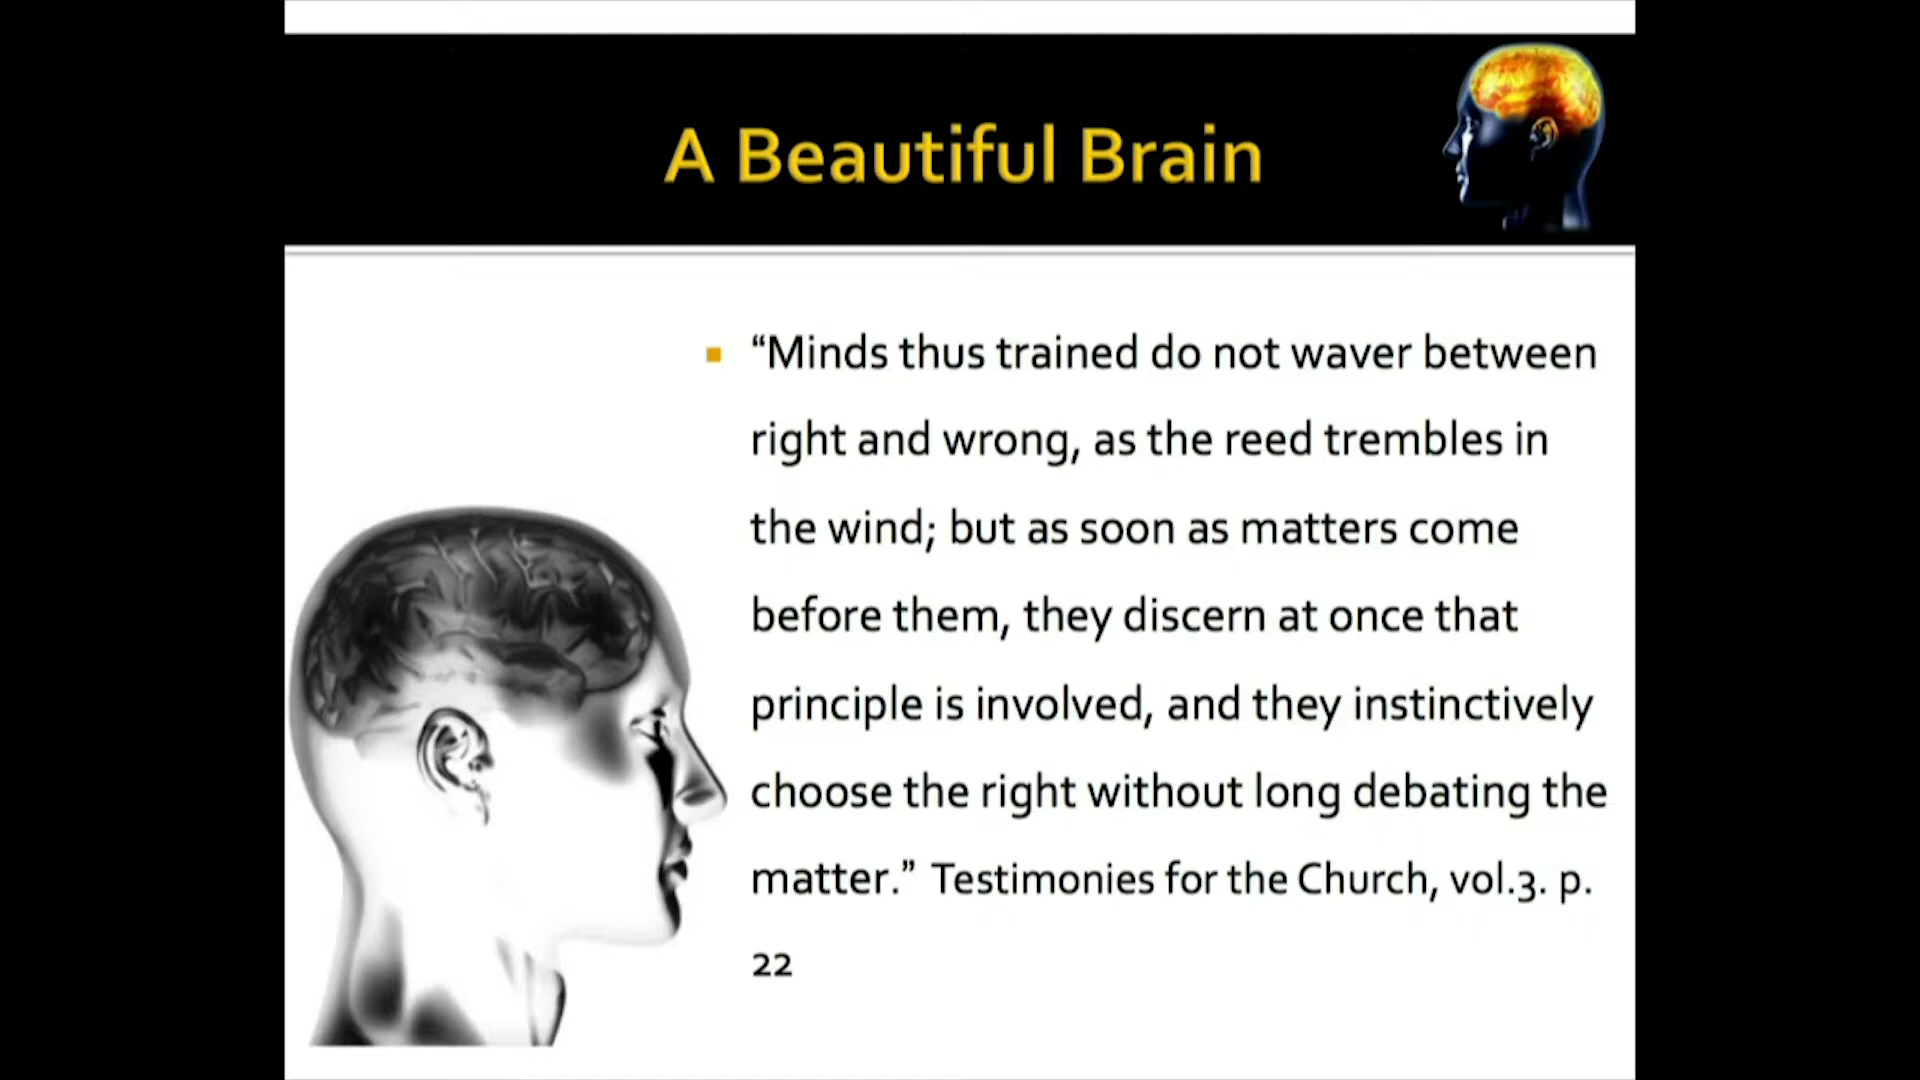 A Beautiful Brain
▪ “Minds thus trained do not waver between
right and wrong, as the reed trembles in
the wind; but as soon as matters come
before them, they discern at once that
principle is involved, and they instinctively
choose the right without long debating the
matter.” Testimonies for the Church, vol.3. p.
22